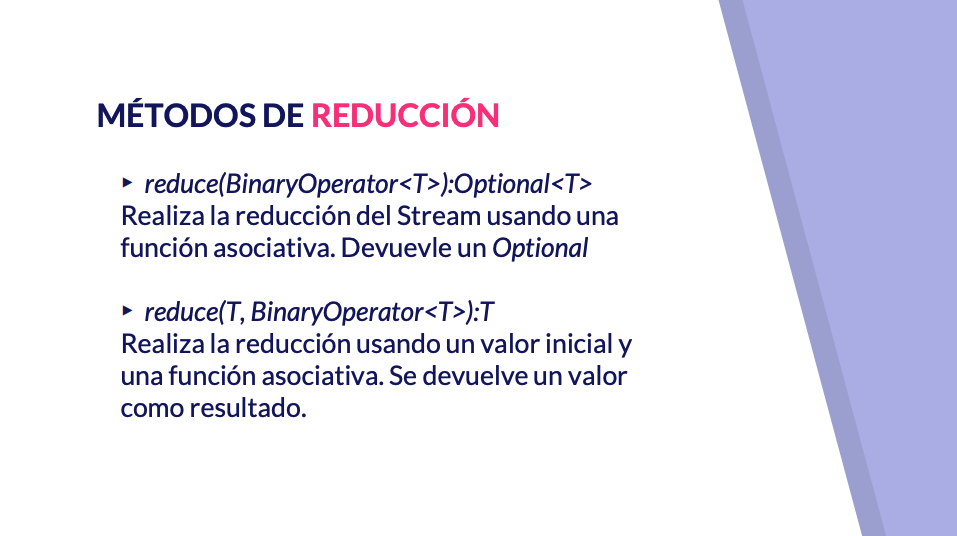 MÉTODOS DE REDUCCIÓN
▸ reduce(BinaryOperator<T>):Optional<T>
Realiza la reducción del Stream usando una
función asociativa. Devuevle un Optional
▸ reduce(T, BinaryOperator<T>):T
Realiza la reducción usando un valor inicial y
una función asociativa. Se devuelve un valor
como resultado.